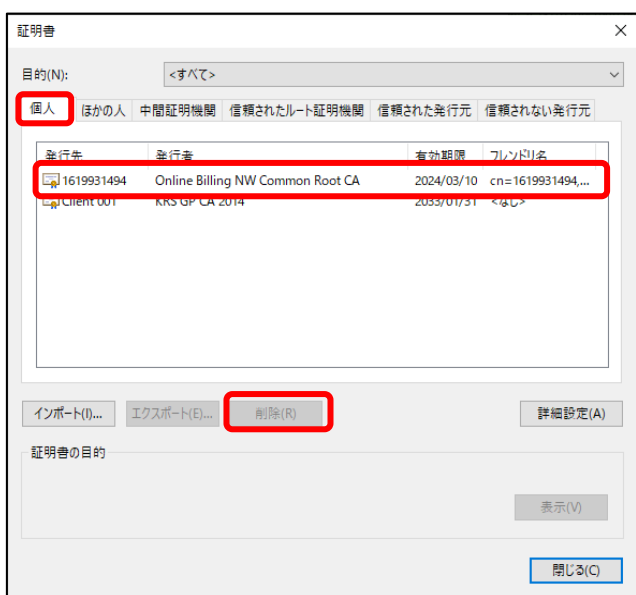 証明書
目的(N): <すべて>
個人 ほかの人 中間証明機関 信頼されたルート証明機関 信頼された発行元 信頼されない発行元
発行先 発行者 有効期限 フレンドリ名
1619931494 Online Billing NW Common Root CA 2024/03/10 cn=1619931494,...
Client 001 KRS GP CA 2014 2033/01/31 <なし>
インポート(I)... エクスポート(E)... 削除(R) 詳細設定(A)
証明書の目的
表示(V)
閉じる(C)